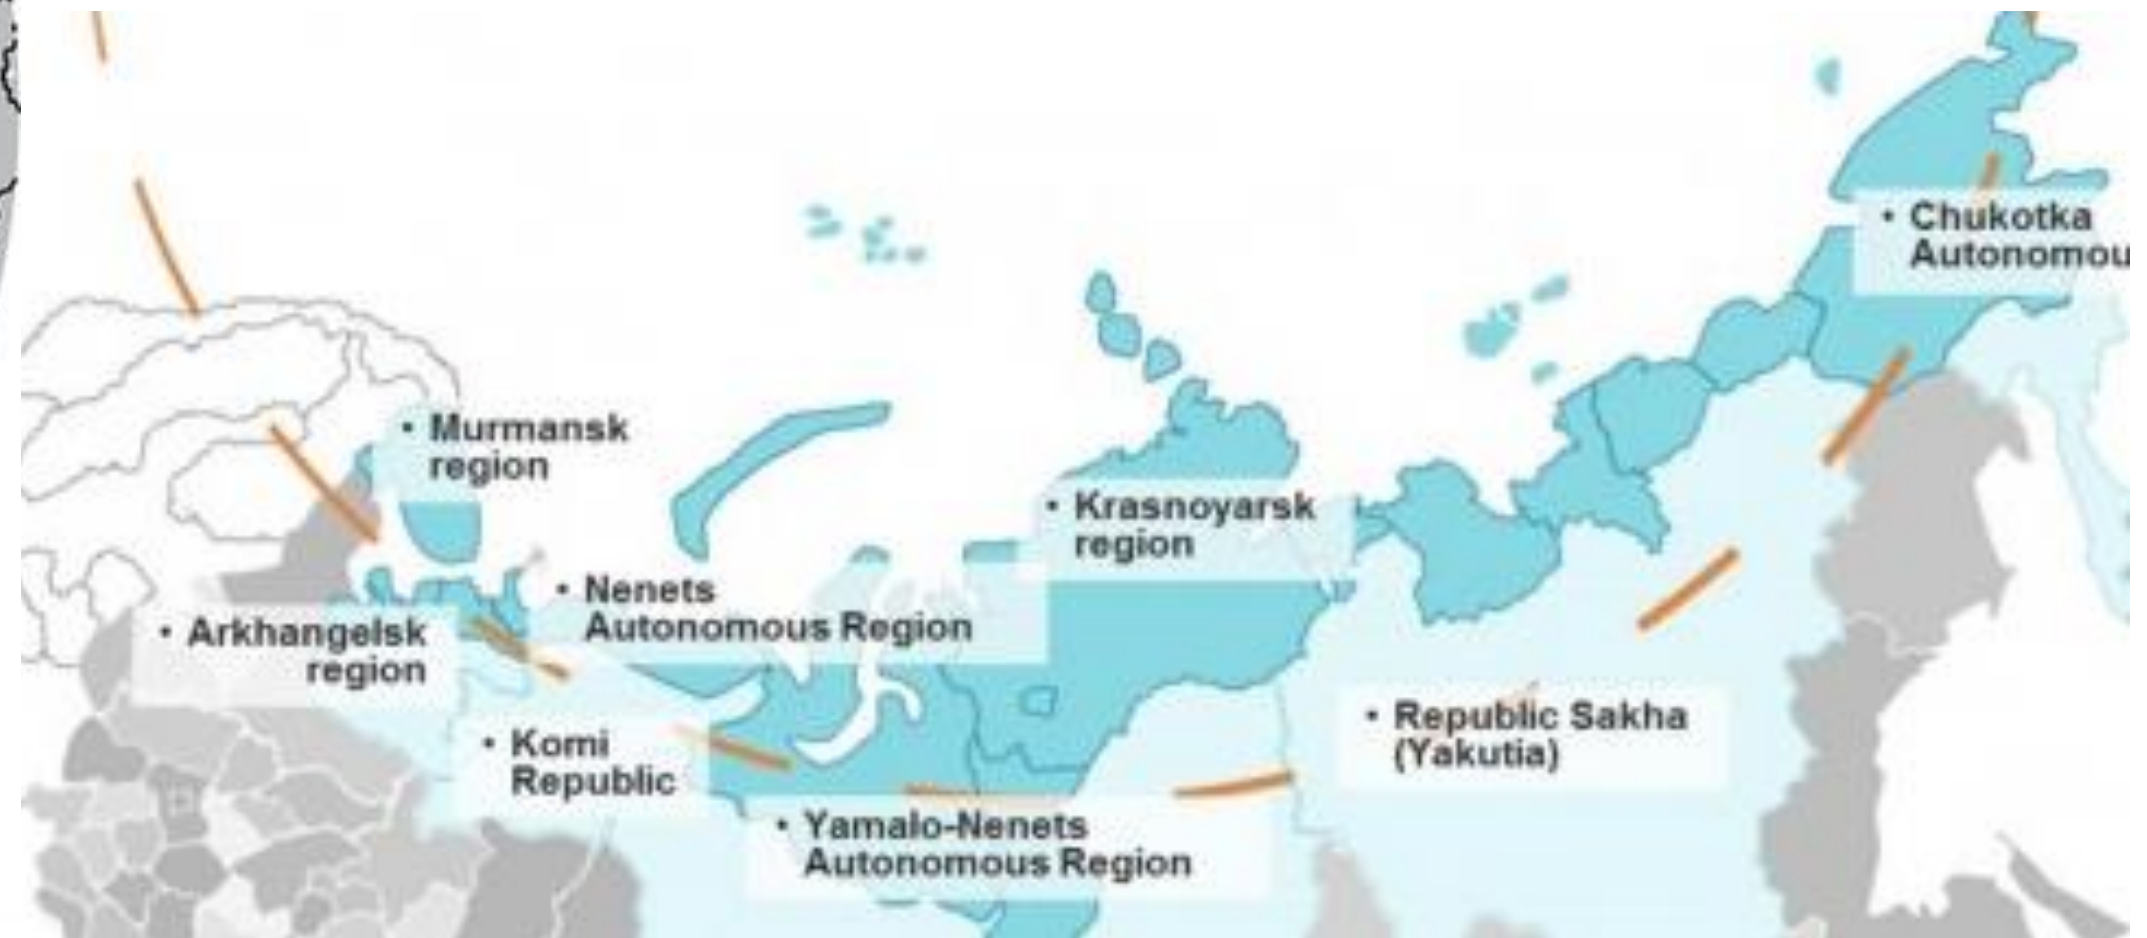 • Chukotka
Autonomou
• Murmansk
region
• Krasnoyarsk
region
• Nenets
Autonomous Region
• Arkhangelsk
region
• Republic Sakha
(Yakutia)
• Komi
Republic
• Yamalo-Nenets
Autonomous Region